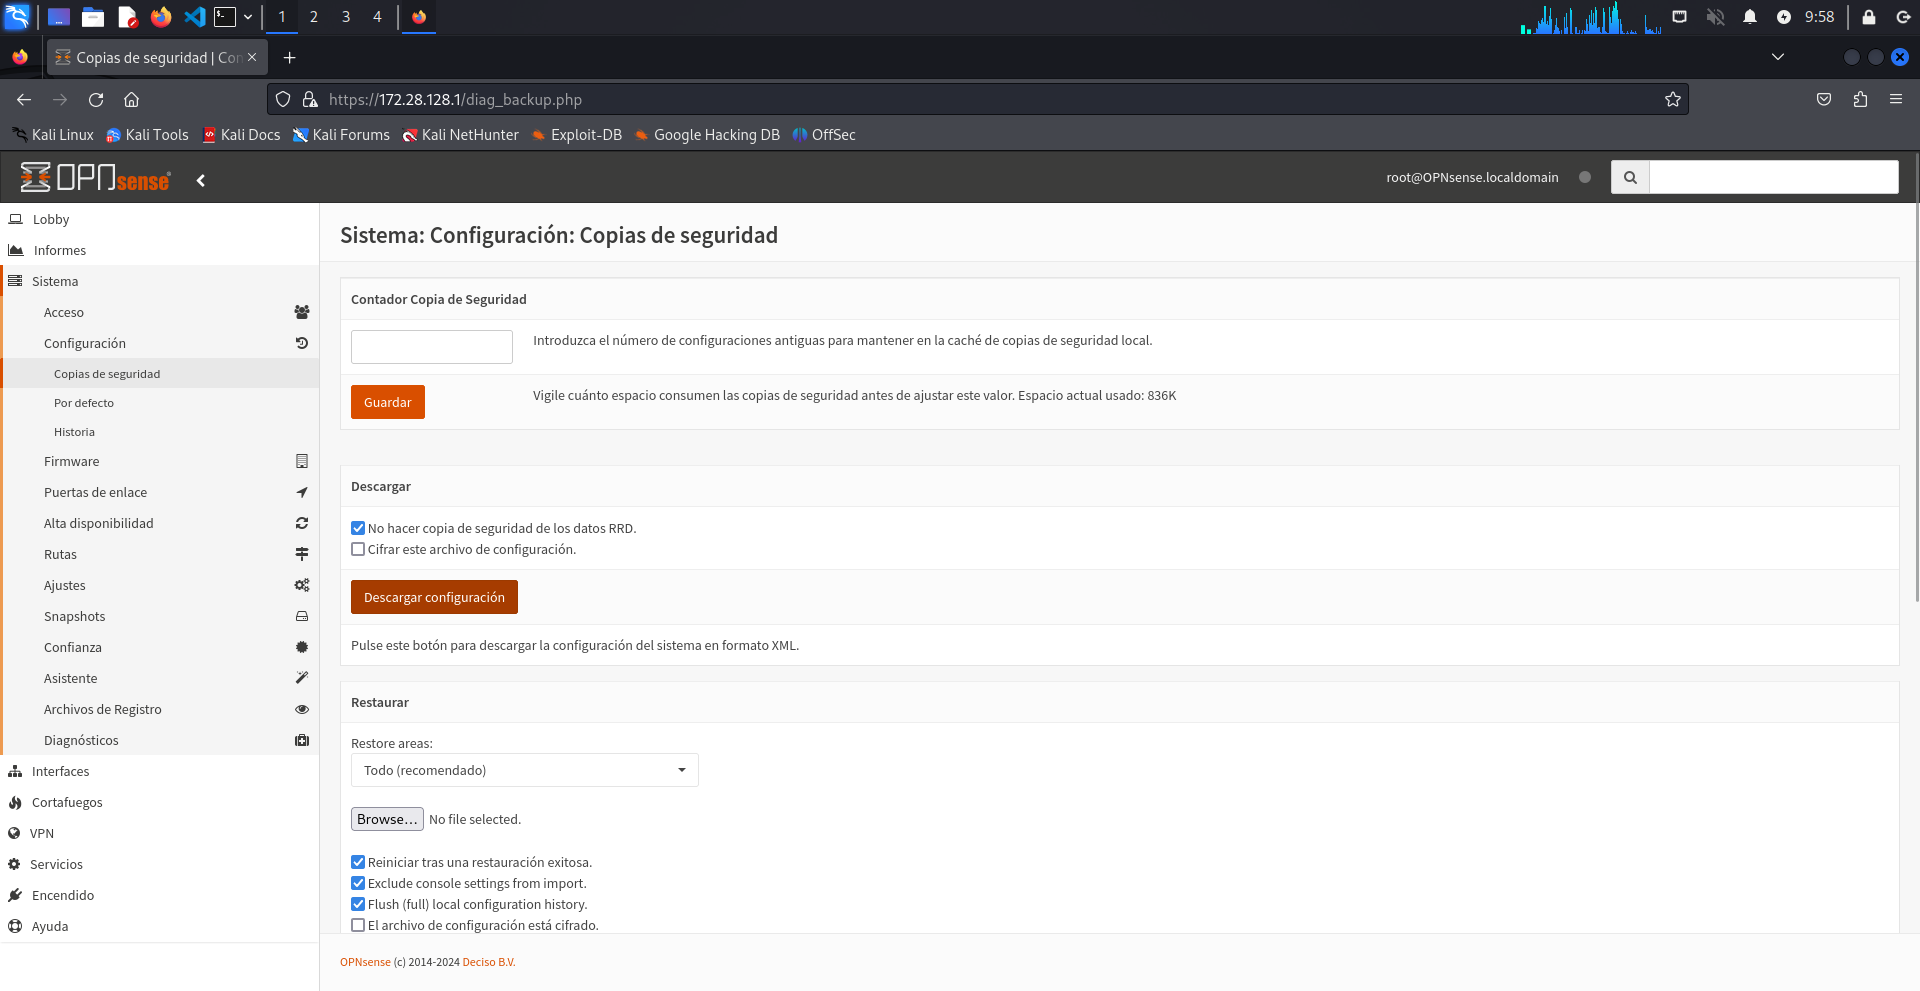 1 2 3 4 9:58
Copias de seguridad | Con
https://172.28.128.1/diag_backup.php
Kali Linux Kali Tools Kali Docs Kali Forums Kali NetHunter Exploit-DB Google Hacking DB OffSec
OPNsense root@OPNsense.localdomain
Lobby
Informes
Sistema
Acceso
Configuración
Copias de seguridad
Por defecto
Historia
Firmware
Puertas de enlace
Alta disponibilidad
Rutas
Ajustes
Snapshots
Confianza
Asistente
Archivos de Registro
Diagnósticos
Interfaces
Cortafuegos
VPN
Servicios
Encendido
Ayuda
Sistema: Configuración: Copias de seguridad
Contador Copia de Seguridad
Introduzca el número de configuraciones antiguas para mantener en la caché de copias de seguridad local.
Guardar Vigile cuánto espacio consumen las copias de seguridad antes de ajustar este valor. Espacio actual usado: 836K
Descargar
No hacer copia de seguridad de los datos RRD.
Cifrar este archivo de configuración.
Descargar configuración
Pulse este botón para descargar la configuración del sistema en formato XML.
Restaurar
Restore areas:
Todo (recomendado)
Browse... No file selected.
Reiniciar tras una restauración exitosa.
Exclude console settings from import.
Flush (full) local configuration history.
El archivo de configuración está cifrado.
OPNsense (c) 2014-2024 Deciso B.V.